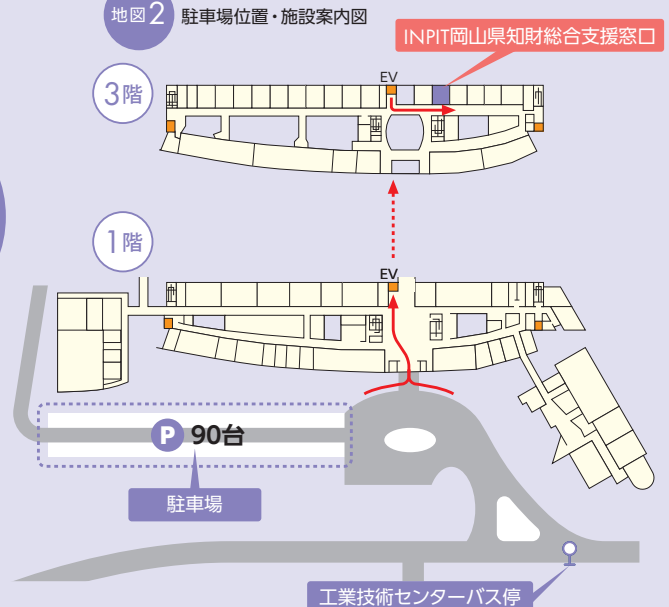 地図2 駐車場位置・施設案内図
INPIT岡山県知財総合支援窓口
EV
3階
1階
EV
P 90台
駐車場
工業技術センターバス停